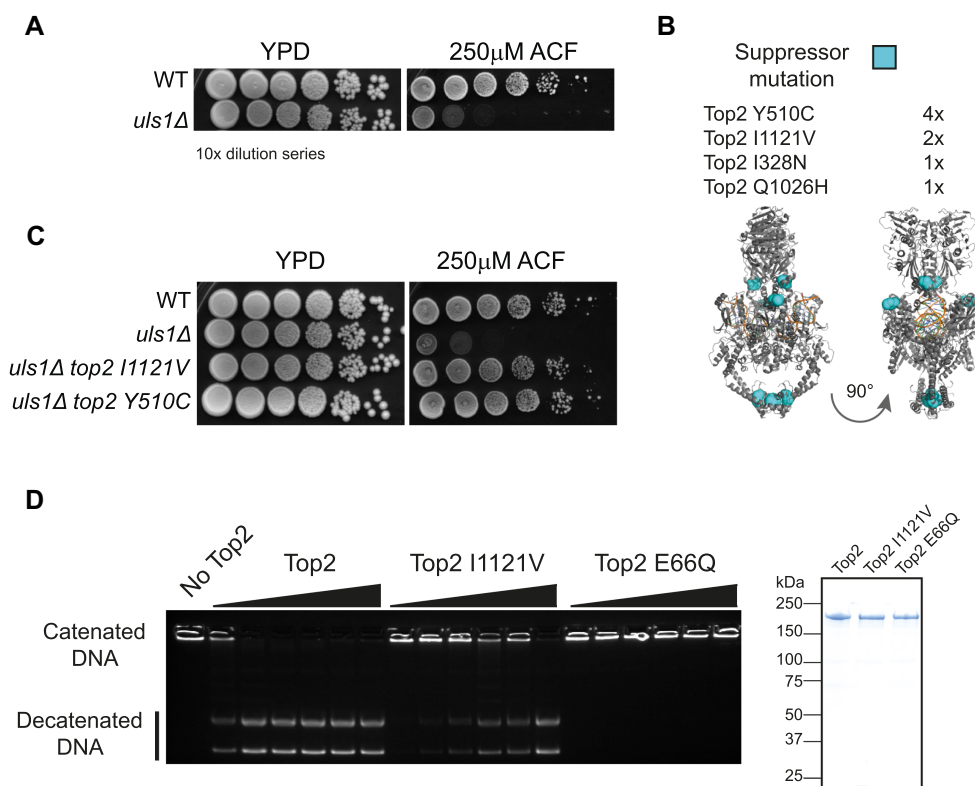 A
YPD
250μM ACF
WT
uls1Δ
10x dilution series
B
Suppressor
mutation
Top2 Y510C 4x
Top2 I1121V 2x
Top2 I328N 1x
Top2 Q1026H 1x
90°
C
YPD
250μM ACF
WT
uls1Δ
uls1Δ top2 I1121V
uls1Δ top2 Y510C
D
No Top2
Top2
Top2 I1121V
Top2 E66Q
Catenated
DNA
Decatenated
DNA
Top2
Top2 I1121V
Top2 E66Q
kDa
250
150
100
75
50
37
25